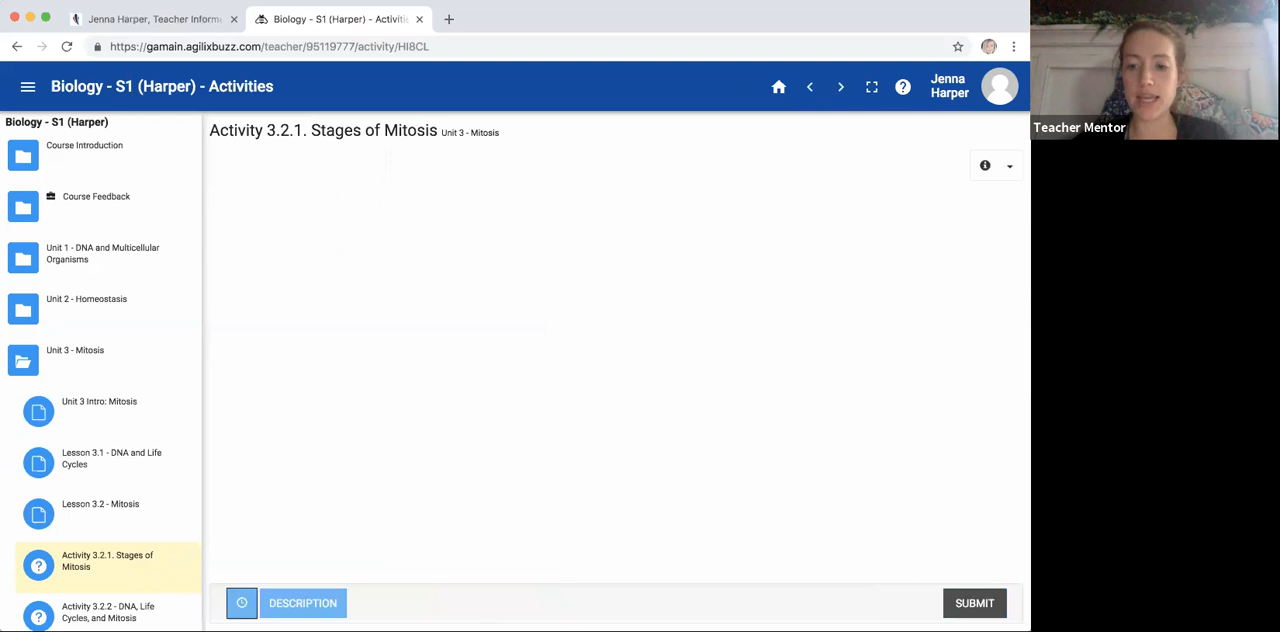 Jenna Harper, Teacher Inform
Biology - S1 (Harper) - Activiti
https://gamain.agilixbuzz.com/teacher/95119777/activity/HI8CL
Biology - S1 (Harper) - Activities
Jenna
Harper
Teacher Mentor
Biology - S1 (Harper)
Course Introduction
Course Feedback
Unit 1 - DNA and Multicellular
Organisms
Unit 2 - Homeostasis
Unit 3 - Mitosis
Unit 3 Intro: Mitosis
Lesson 3.1 - DNA and Life
Cycles
Lesson 3.2 - Mitosis
Activity 3.2.1. Stages of
Mitosis
Activity 3.2.2 - DNA, Life
Cycles, and Mitosis
Activity 3.2.1. Stages of Mitosis Unit 3 - Mitosis
DESCRIPTION
SUBMIT